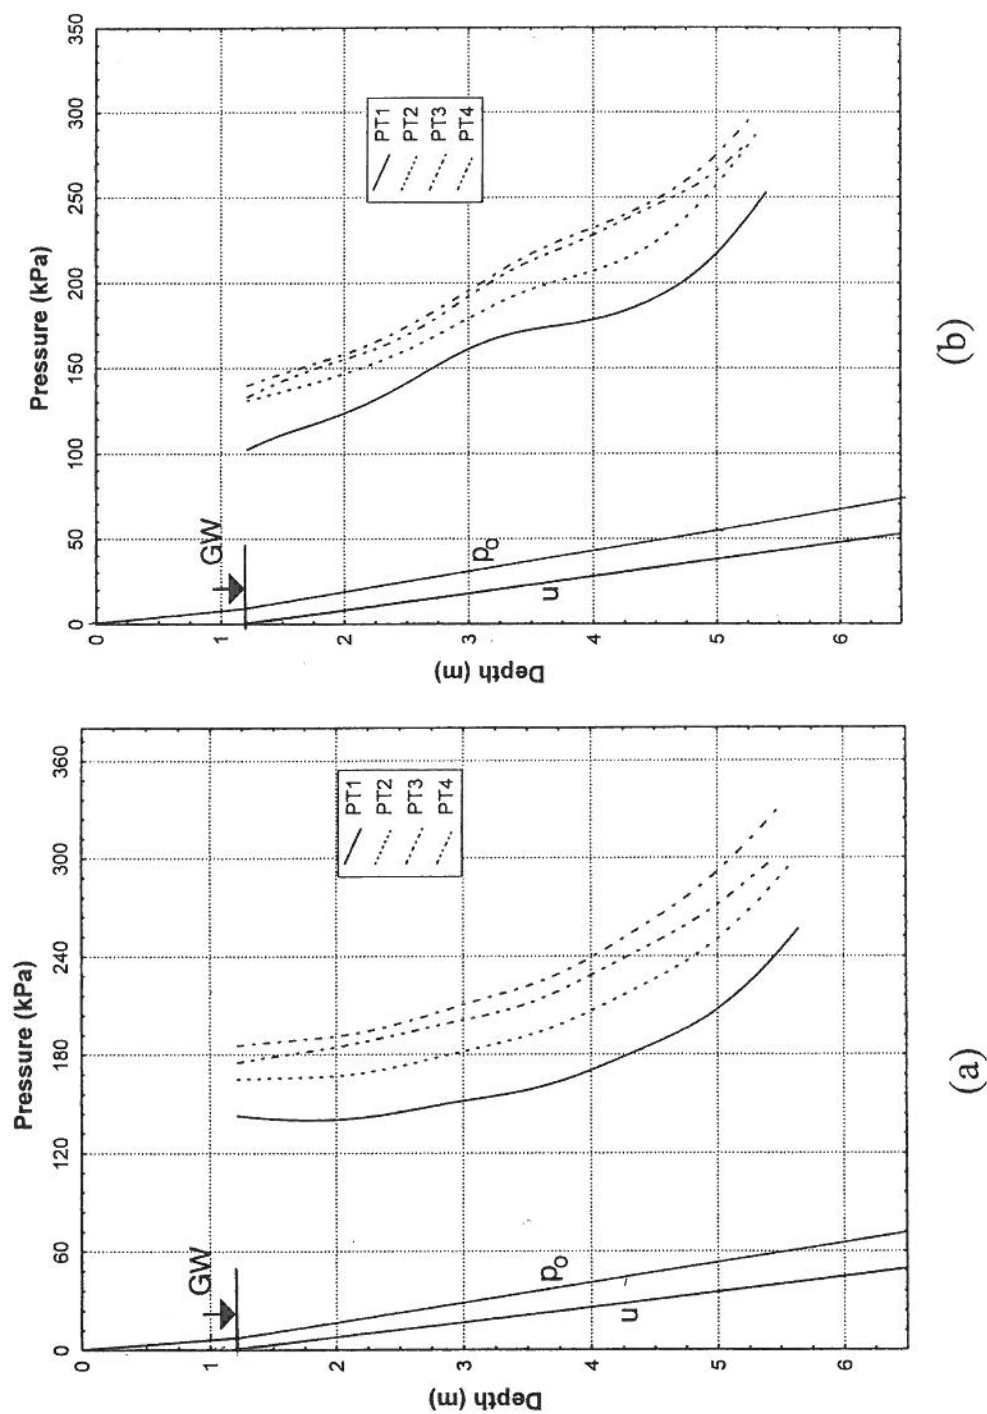 Pressure (kPa)
0 60 120 180 240 300 360
Depth (m)
0
1
2
3
4
5
6
GW
p₀
u
PT1
PT2
PT3
PT4
(a)
Pressure (kPa)
0 50 100 150 200 250 300 350
Depth (m)
0
1
2
3
4
5
6
GW
p₀
u
PT1
PT2
PT3
PT4
(b)